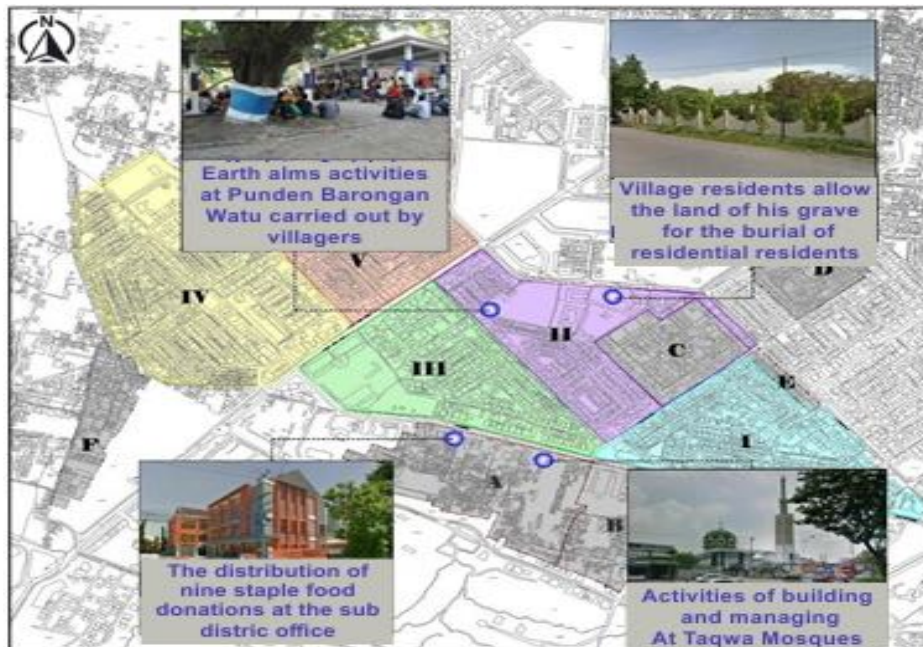 N
Earth alms activities
at Punden Barongan
Watu carried out by
villagers
Village residents allow
the land of his grave
for the burial of
residential residents
V
D
IV
II
C
III
E
I
F
A
B
The distribution of
nine staple food
donations at the sub
distric office
Activities of building
and managing
At Taqwa Mosques